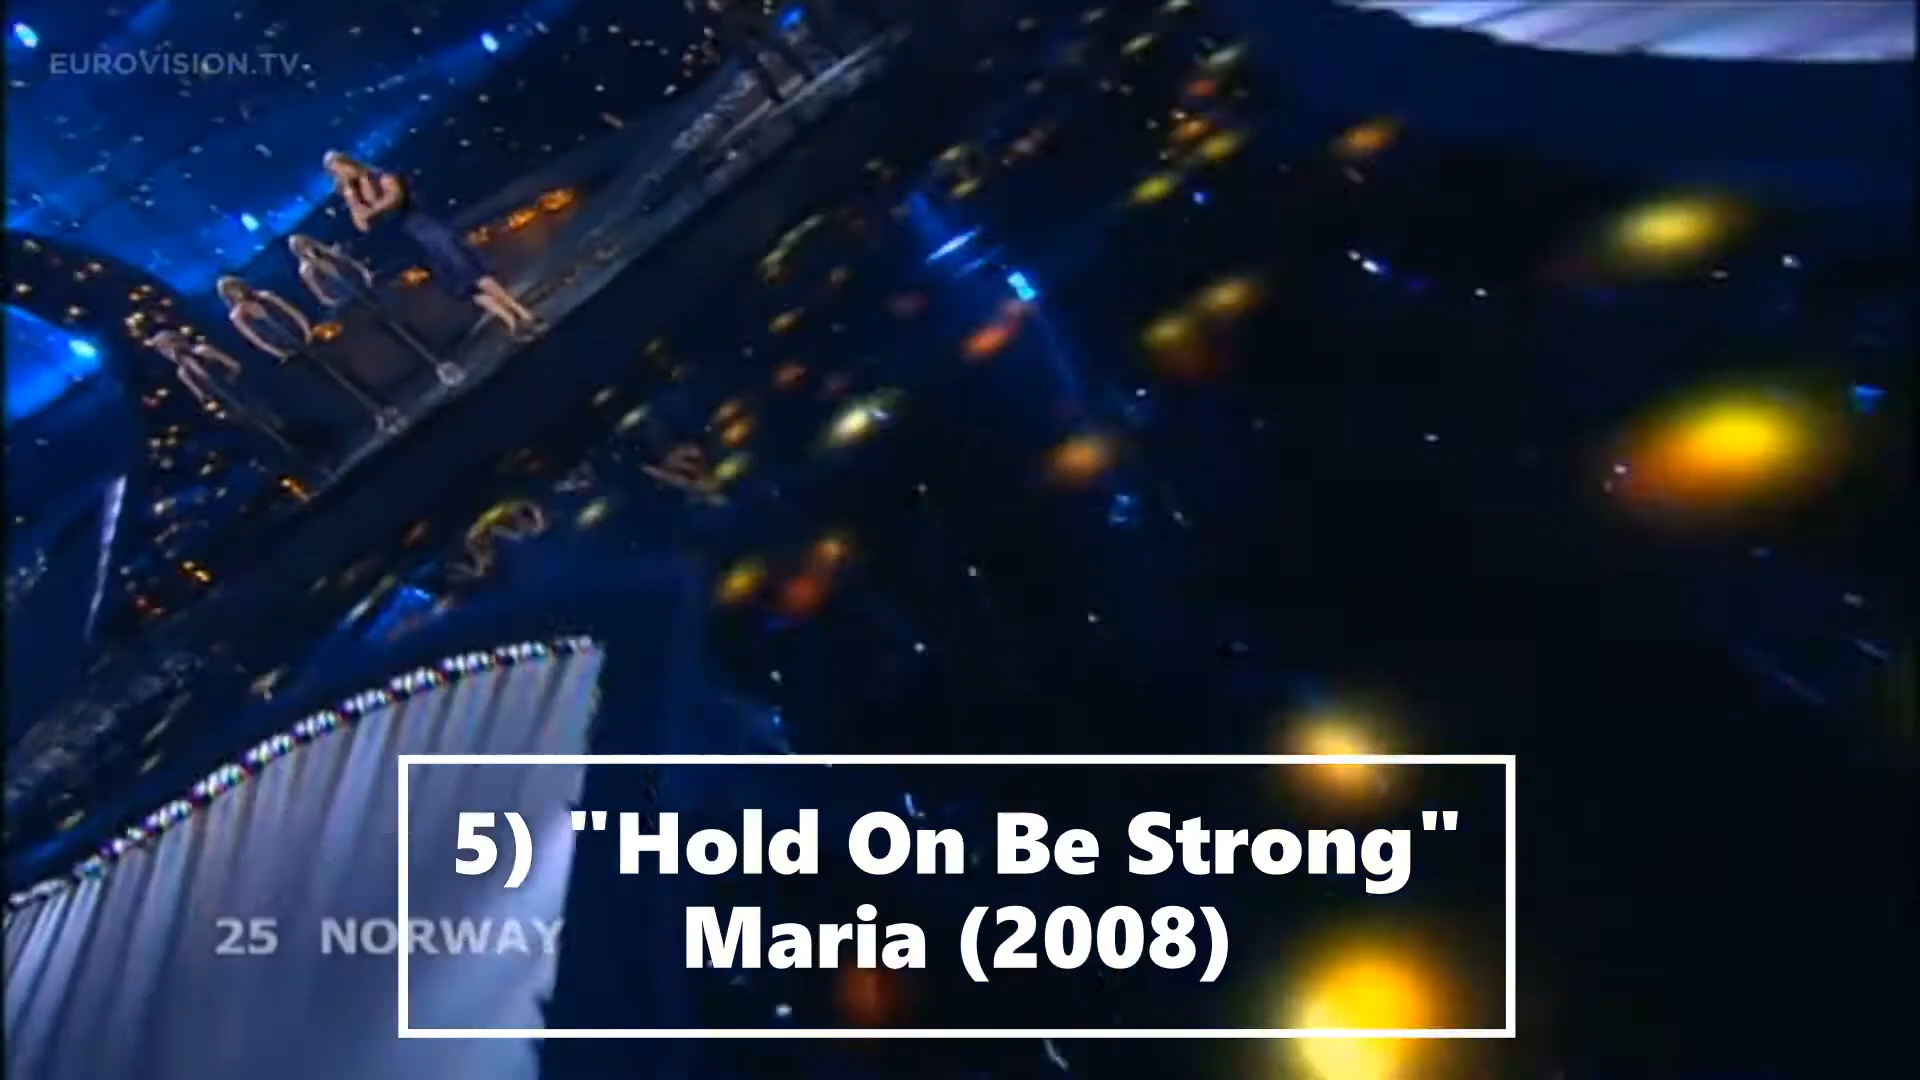 EUROVISION.TV
5) "Hold On Be Strong"
Maria (2008)
25 NORWAY